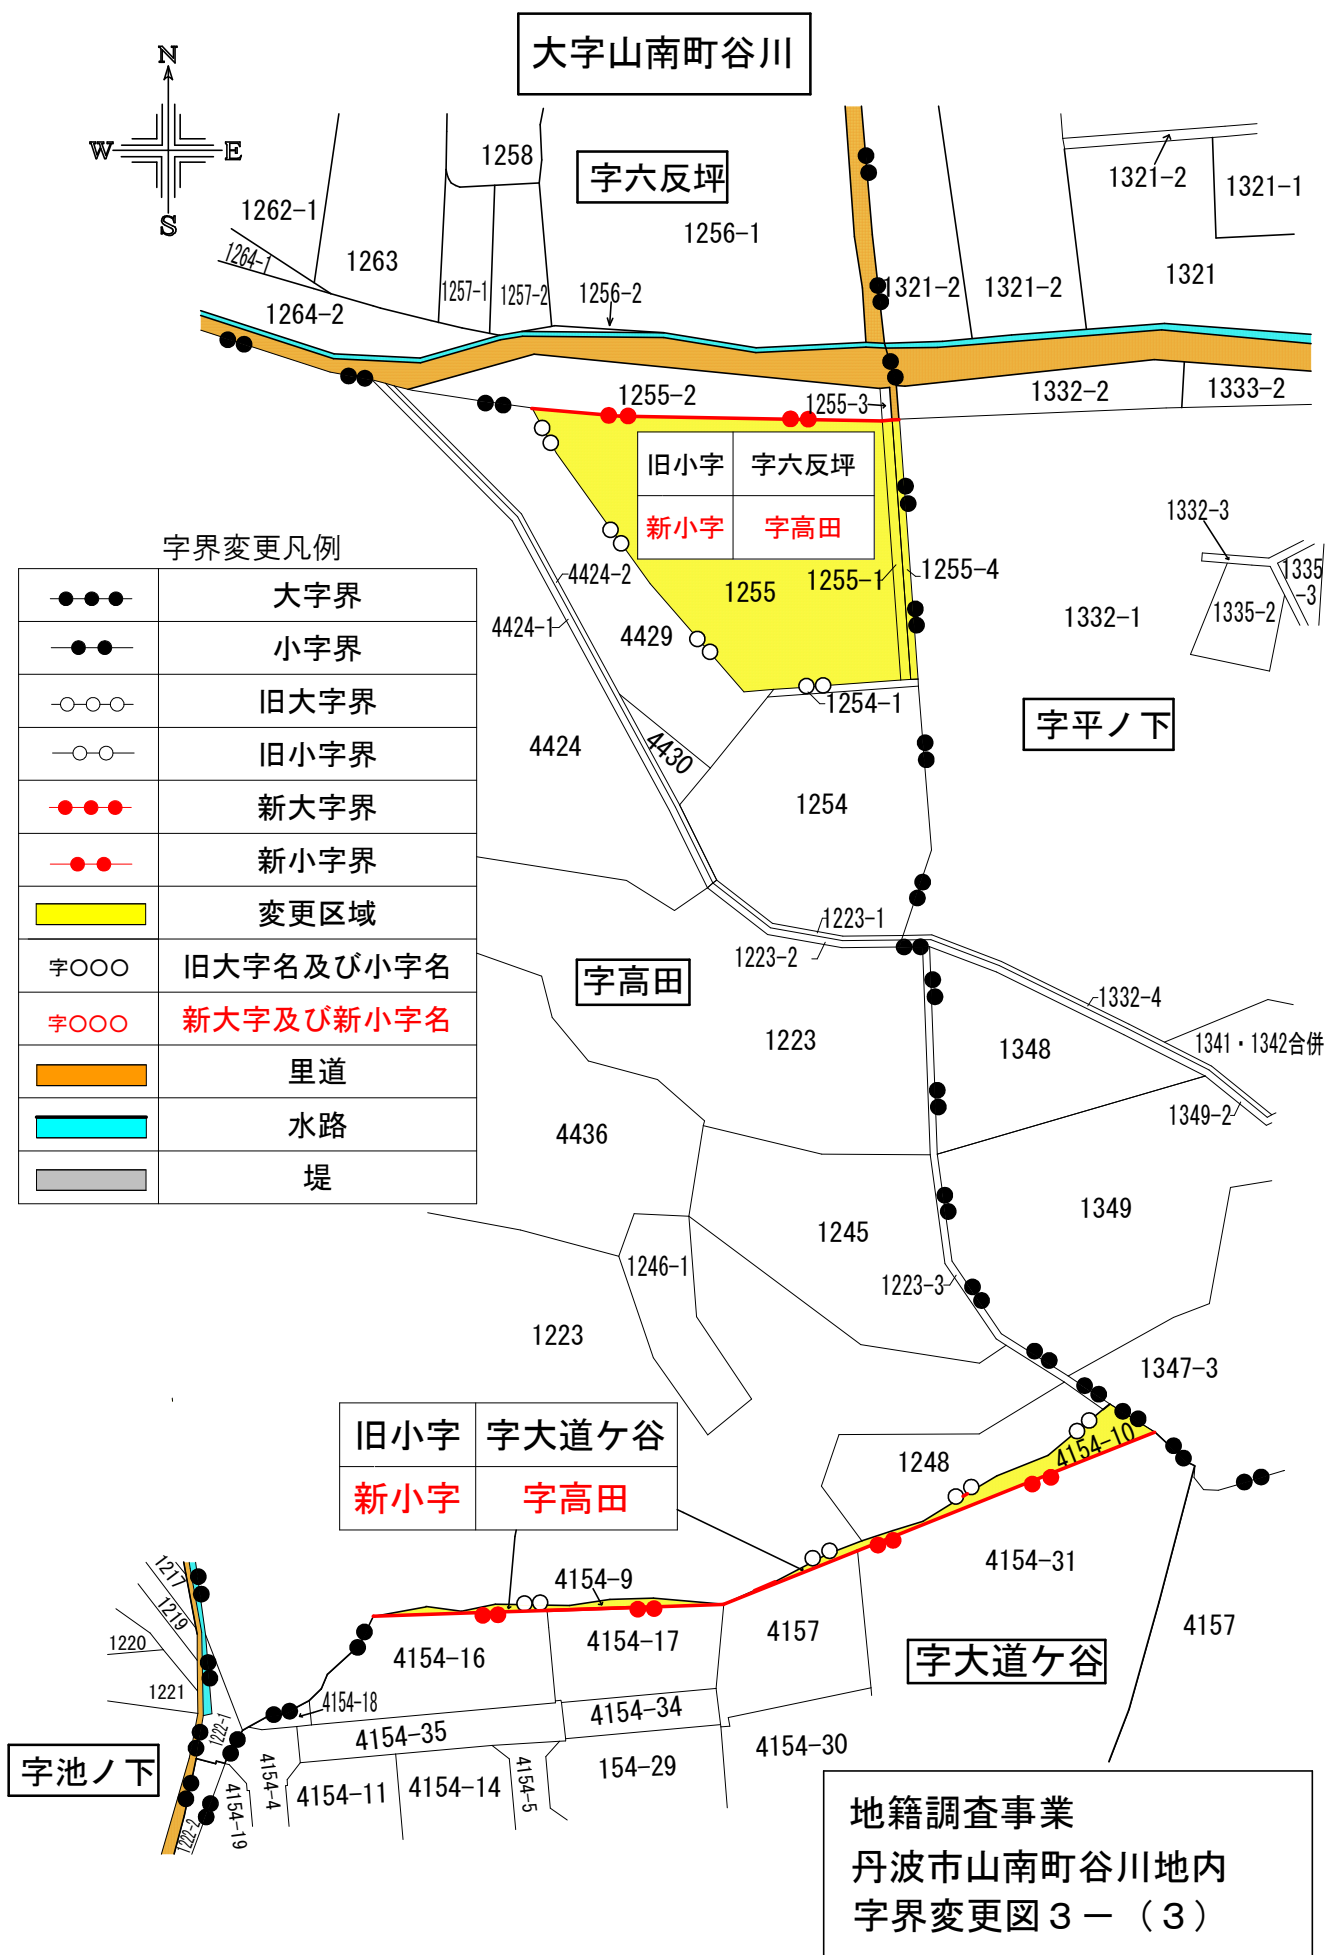 大字山南町谷川
N
W
E
S
字六反坪
1258
1262-1
1263
1264-1
1264-2
1257-1
1257-2
1256-2
1256-1
1321-2
1321-1
1321-2
1321-2
1321
1255-2
1255-3
1332-2
1333-2
旧小字
字六反坪
新小字
字高田
1332-3
1335
-3
1335-2
4424-2
4424-1
4429
1255
1255-1
1255-4
1332-1
1254-1
字平ノ下
4424
4430
1254
字界変更凡例
大字界
小字界
旧大字界
旧小字界
新大字界
新小字界
変更区域
字○○○
旧大字名及び小字名
字○○○
新大字及び新小字名
里道
水路
堤
1223-1
1223-2
字高田
1332-4
1223
1348
1341・1342合併
1349-2
4436
1245
1349
1246-1
1223-3
1223
1347-3
旧小字
字大道ケ谷
新小字
字高田
1248
4154-10
4154-31
1217
1219
1220
1221
4154-9
4154-16
4154-17
4157
4157
字大道ケ谷
4154-18
4154-35
4154-34
1222-1
字池ノ下
4154-30
4154-4
4154-19
4154-11
4154-14
4154-5
154-29
1222-2
地籍調査事業
丹波市山南町谷川地内
字界変更図３－（３）